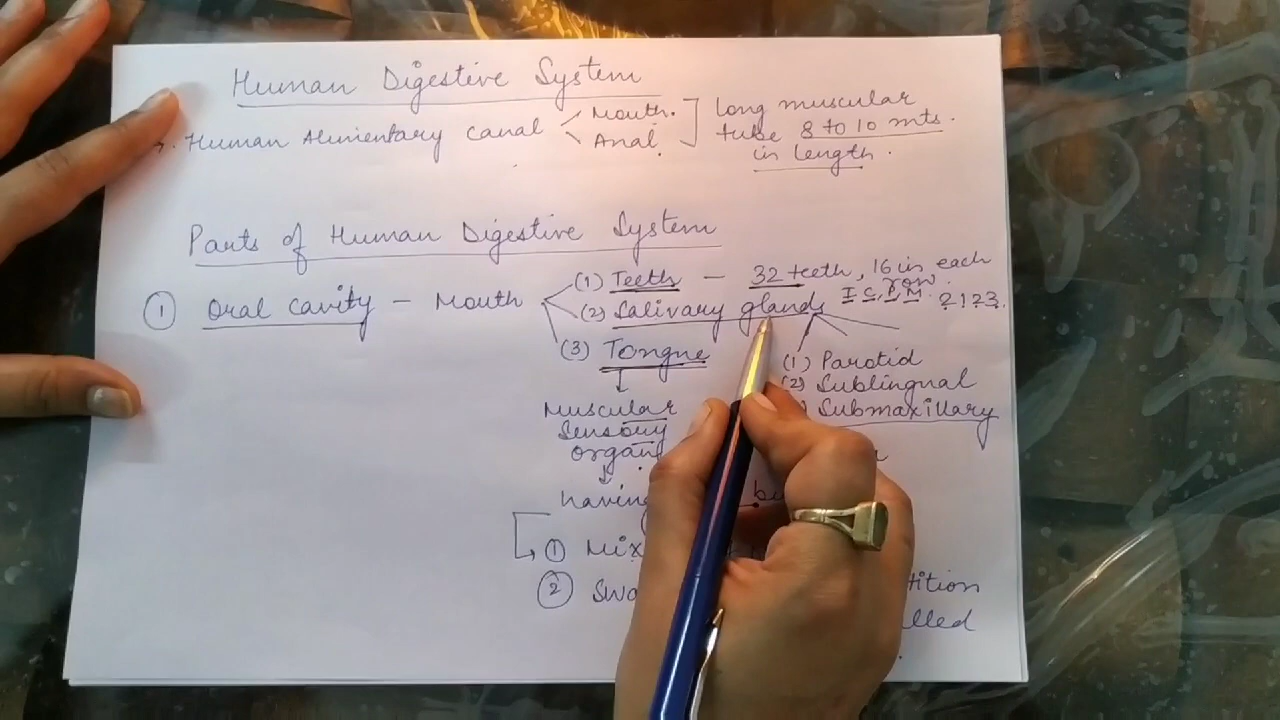 Human Digestive System
Human Alimentary canal Mouth. Anal. Long muscular
tube 8 to 10 mts.
in length.
Parts of Human Digestive System
① Oral cavity - Mouth
(1) Teeth - 32 teeth, 16 in each row.
I C, P, M. 2123.
(2) Salivary glands
(1) Parotid
(2) Sublingual
Submaxillary
(3) Tongue
Muscular
Sensory
organ
having
① Mix
② Swa